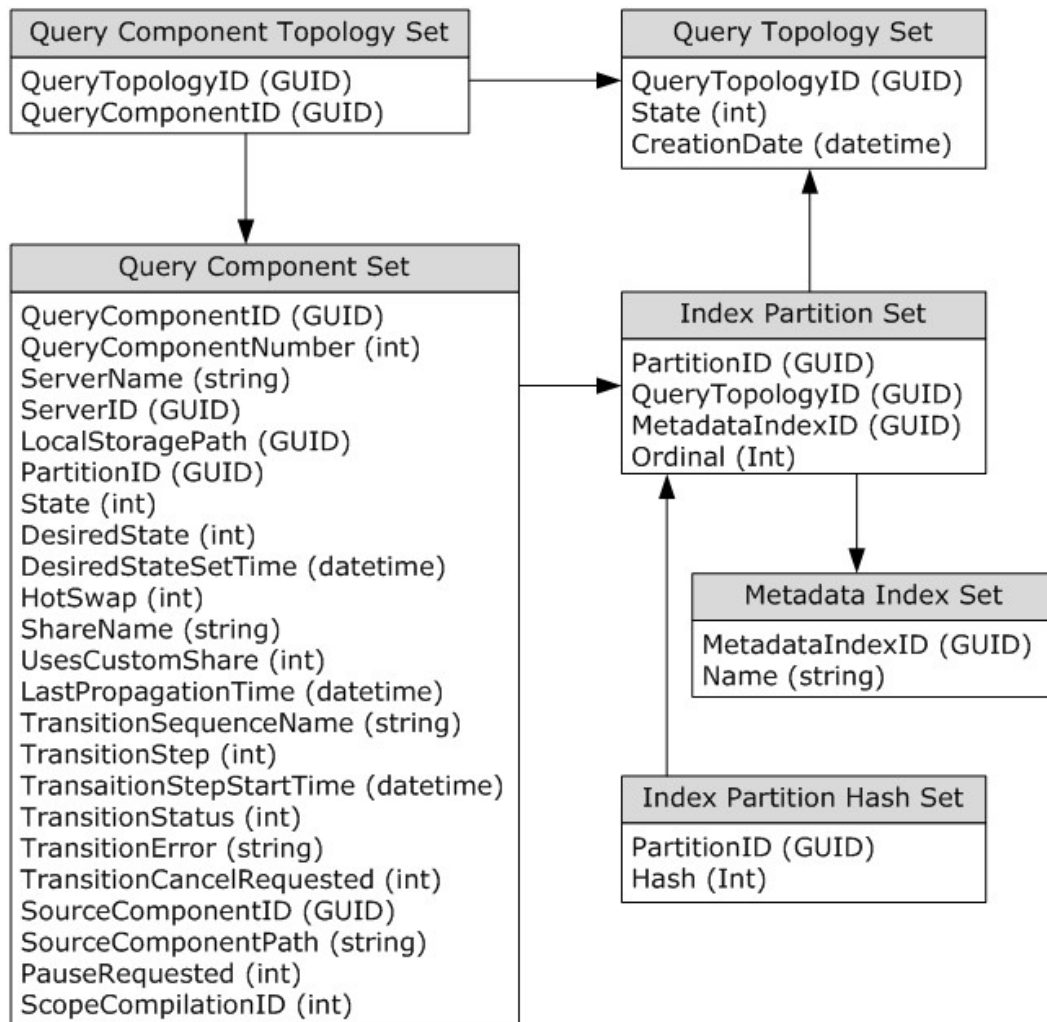 Query Component Topology Set
QueryTopologyID (GUID)
QueryComponentID (GUID)
Query Topology Set
QueryTopologyID (GUID)
State (int)
CreationDate (datetime)
Query Component Set
QueryComponentID (GUID)
QueryComponentNumber (int)
ServerName (string)
ServerID (GUID)
LocalStoragePath (GUID)
PartitionID (GUID)
State (int)
DesiredState (int)
DesiredStateSetTime (datetime)
HotSwap (int)
ShareName (string)
UsesCustomShare (int)
LastPropagationTime (datetime)
TransitionSequenceName (string)
TransitionStep (int)
TransaitionStepStartTime (datetime)
TransitionStatus (int)
TransitionError (string)
TransitionCancelRequested (int)
SourceComponentID (GUID)
SourceComponentPath (string)
PauseRequested (int)
ScopeCompilationID (int)
Index Partition Set
PartitionID (GUID)
QueryTopologyID (GUID)
MetadataIndexID (GUID)
Ordinal (Int)
Metadata Index Set
MetadataIndexID (GUID)
Name (string)
Index Partition Hash Set
PartitionID (GUID)
Hash (Int)